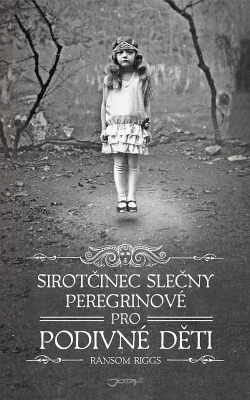 SIROTČINEC SLEČNY
PEREGRINOVÉ
PRO
PODIVNÉ DĚTI
RANSOM RIGGS
JOTA